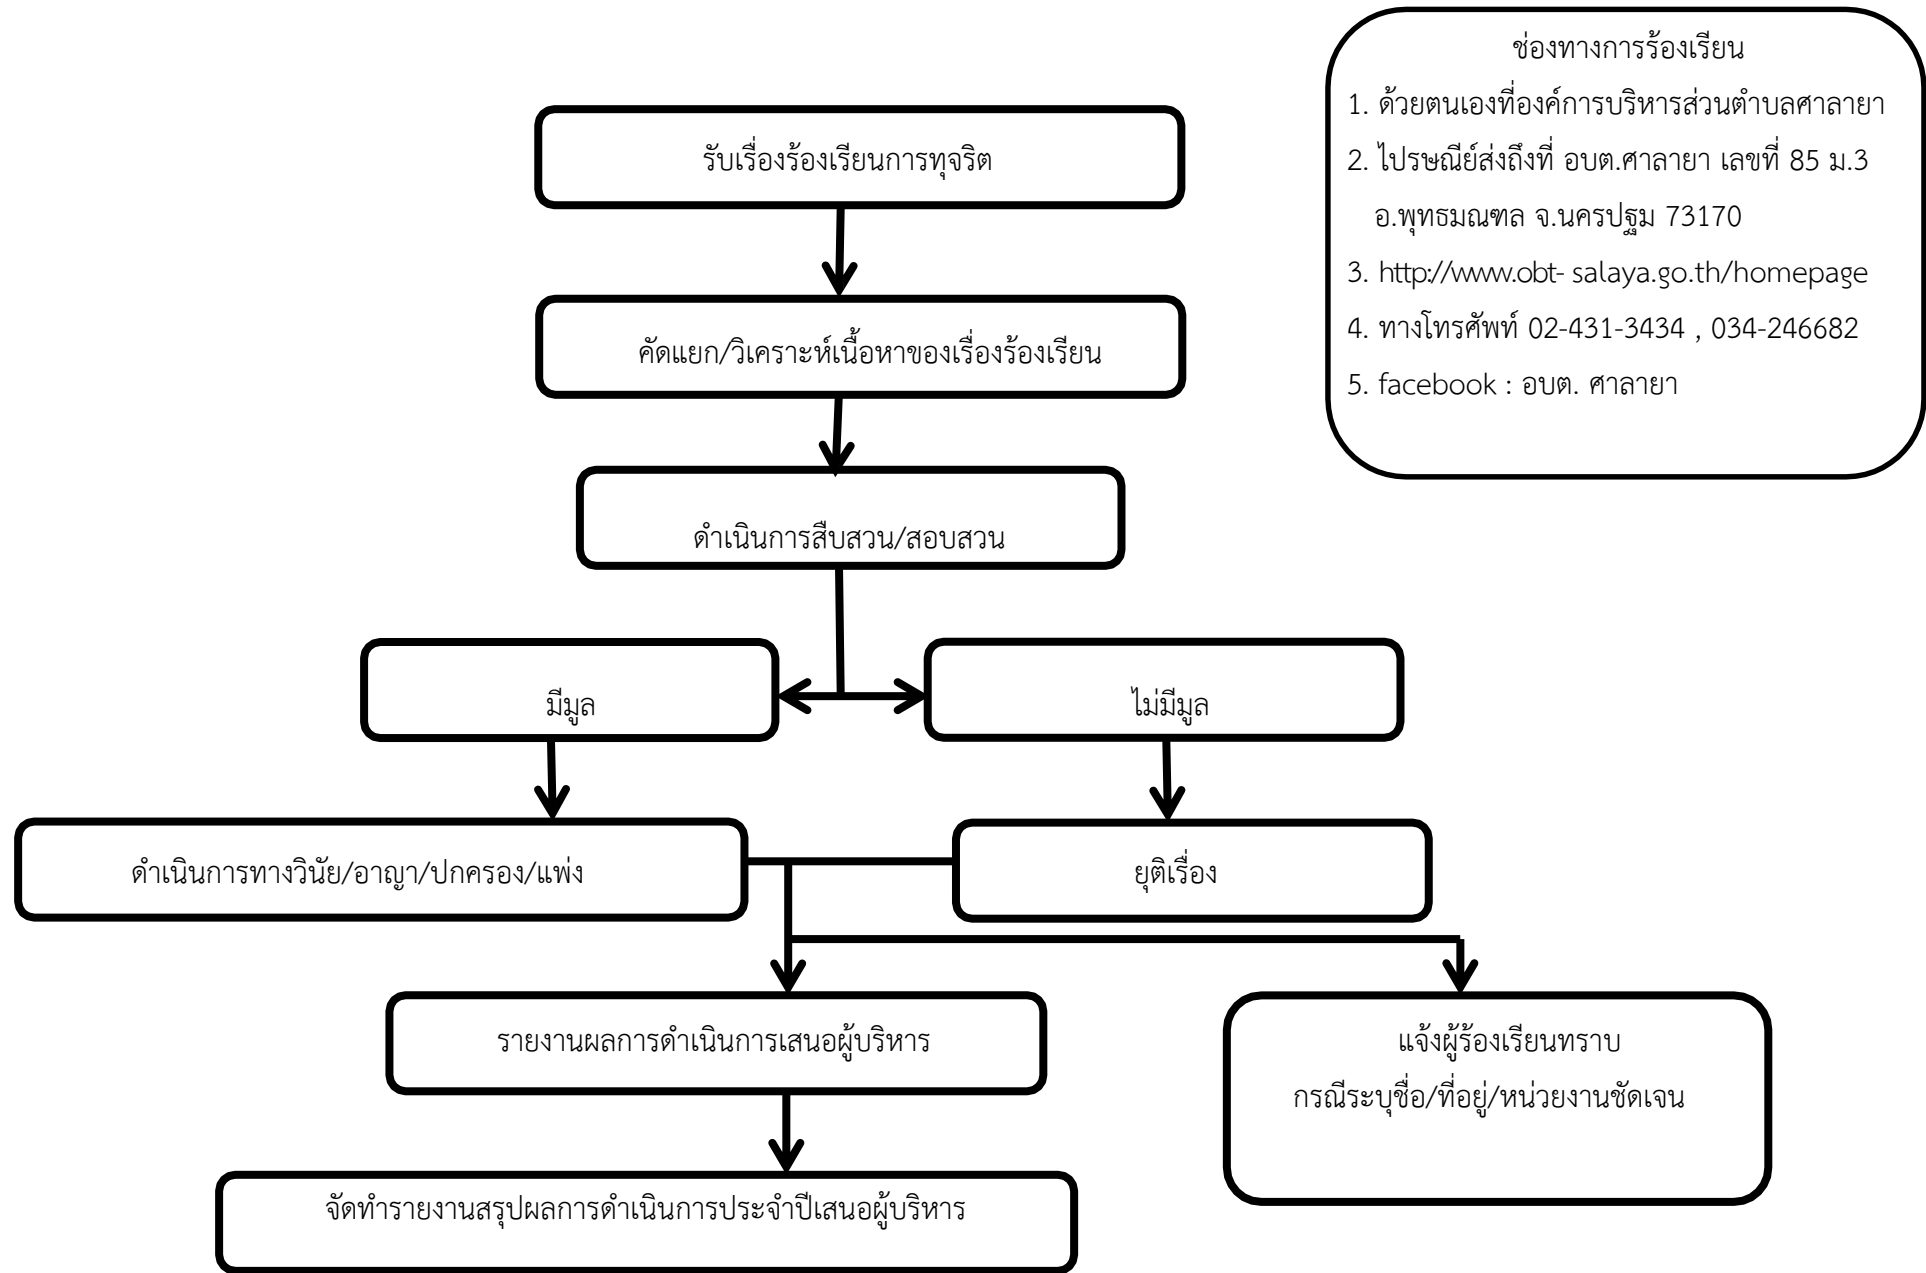 ช่องทางการร้องเรียน
1. ด้วยตนเองที่องค์การบริหารส่วนตำบลศาลายา
2. ไปรษณีย์ส่งถึงที่ อบต.ศาลายา เลขที่ 85 ม.3
อ.พุทธมณฑล จ.นครปฐม 73170
3. http://www.obt- salaya.go.th/homepage
4. ทางโทรศัพท์ 02-431-3434 , 034-246682
5. facebook : อบต. ศาลายา
รับเรื่องร้องเรียนการทุจริต
คัดแยก/วิเคราะห์เนื้อหาของเรื่องร้องเรียน
ดำเนินการสืบสวน/สอบสวน
มีมูล
ไม่มีมูล
ดำเนินการทางวินัย/อาญา/ปกครอง/แพ่ง
ยุติเรื่อง
รายงานผลการดำเนินการเสนอผู้บริหาร
แจ้งผู้ร้องเรียนทราบ
กรณีระบุชื่อ/ที่อยู่/หน่วยงานชัดเจน
จัดทำรายงานสรุปผลการดำเนินการประจำปีเสนอผู้บริหาร